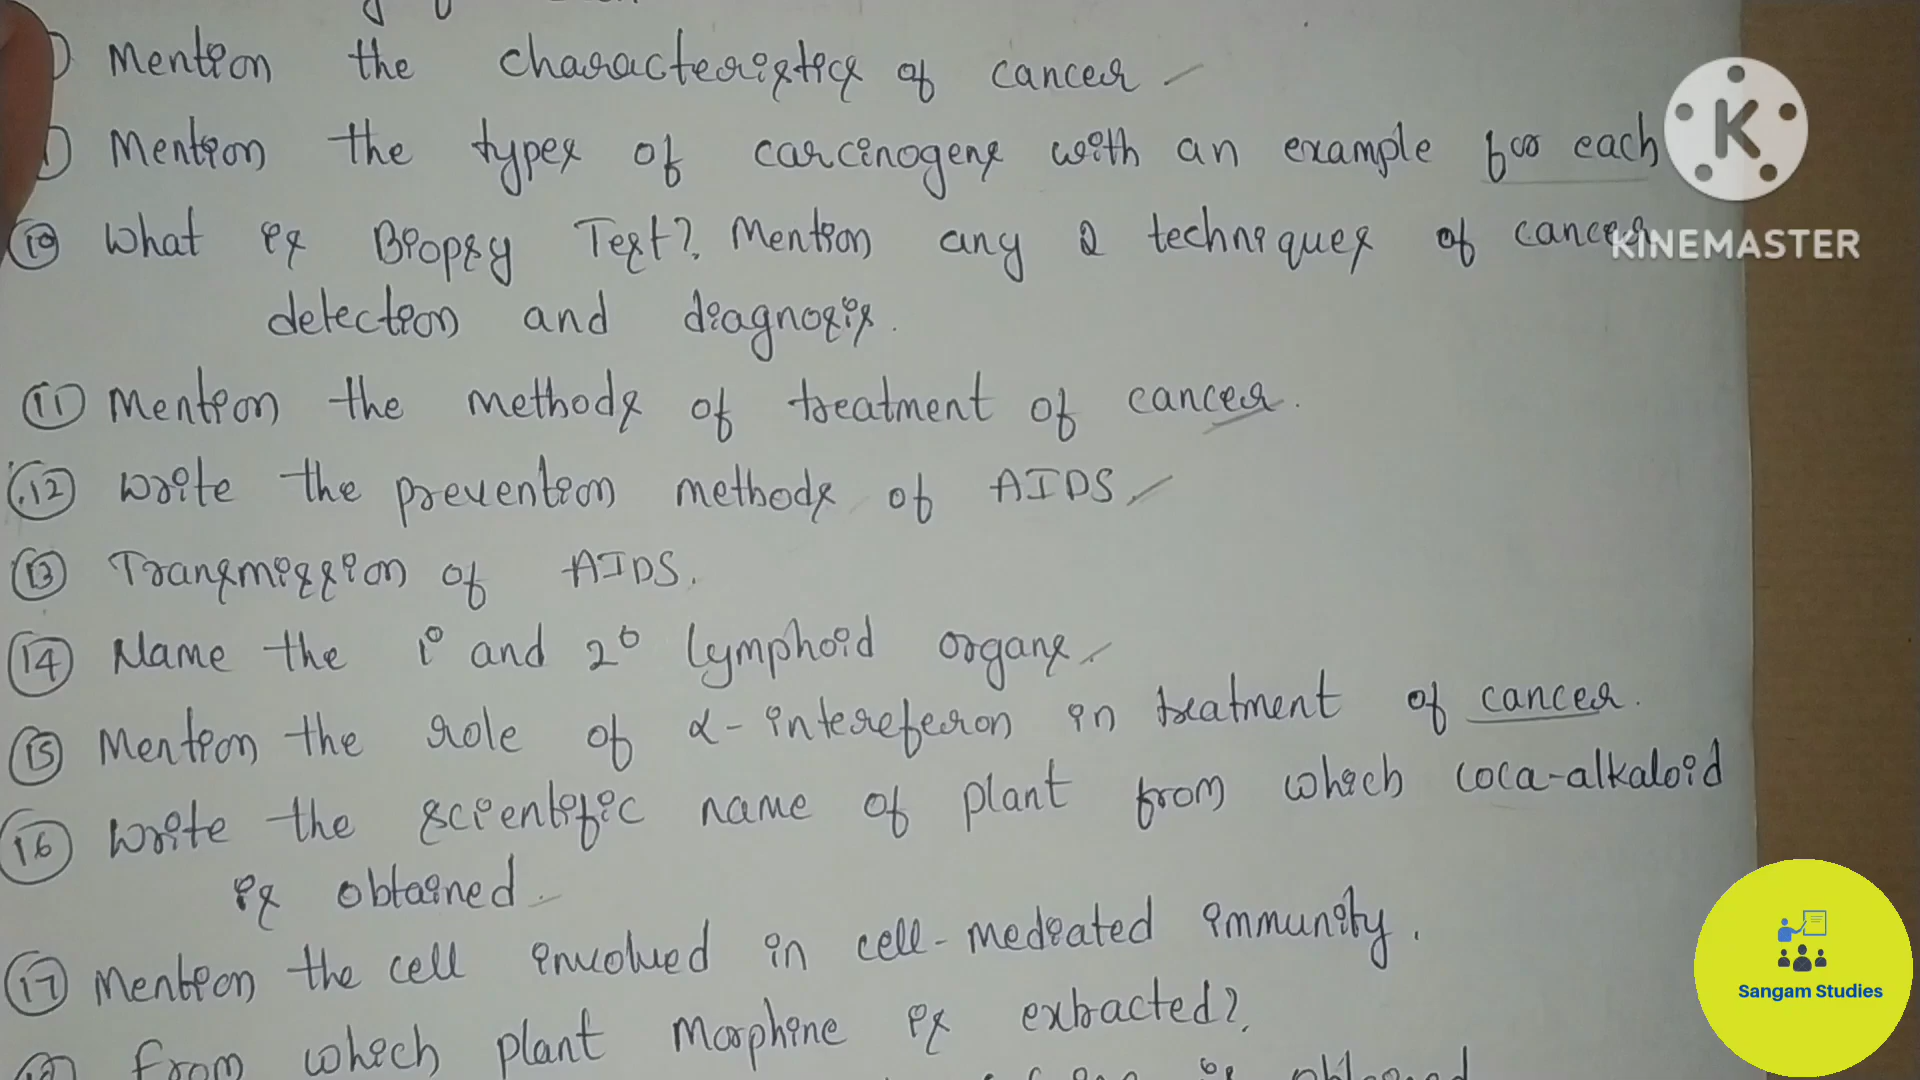 Mention the characteristics of cancer
Mention the types of carcinogens with an example for each
10 What is Biopsy Test? Mention any 2 techniques of cancer
detection and diagnosis.
11 Mention the methods of treatment of cancer.
12 Write the prevention methods of AIDS
13 Transmission of AIDS.
14 Name the 1° and 2° lymphoid organs
15 Mention the role of α-intereferon in treatment of cancer.
16 Write the scientific name of plant from which coca-alkaloid
is obtained.
17 Mention the cell involved in cell-mediated immunity.
From which plant Morphine is extracted?
K
KINEMASTER
Sangam Studies